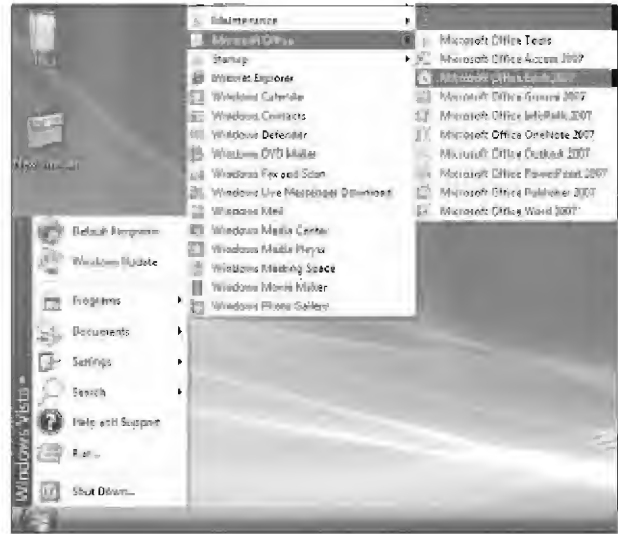 Maintenance
Microsoft Office
Startup
Internet Explorer
Windows Calendar
Windows Contacts
Windows Defender
Windows DVD Maker
Windows Fax and Scan
Windows Live Messenger Download
Windows Mail
Windows Media Center
Windows Media Player
Windows Meeting Space
Windows Movie Maker
Windows Photo Gallery
Microsoft Office Tools
Microsoft Office Access 2007
Microsoft Office Excel 2007
Microsoft Office Groove 2007
Microsoft Office InfoPath 2007
Microsoft Office OneNote 2007
Microsoft Office Outlook 2007
Microsoft Office PowerPoint 2007
Microsoft Office Publisher 2007
Microsoft Office Word 2007
Default Programs
Windows Update
Programs
Documents
Settings
Search
Help and Support
Run...
Shut Down...
Windows Vista